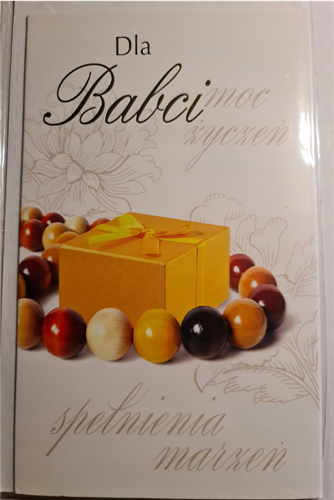 Dla
Babci moc
życzeń
spełnienia
marzeń